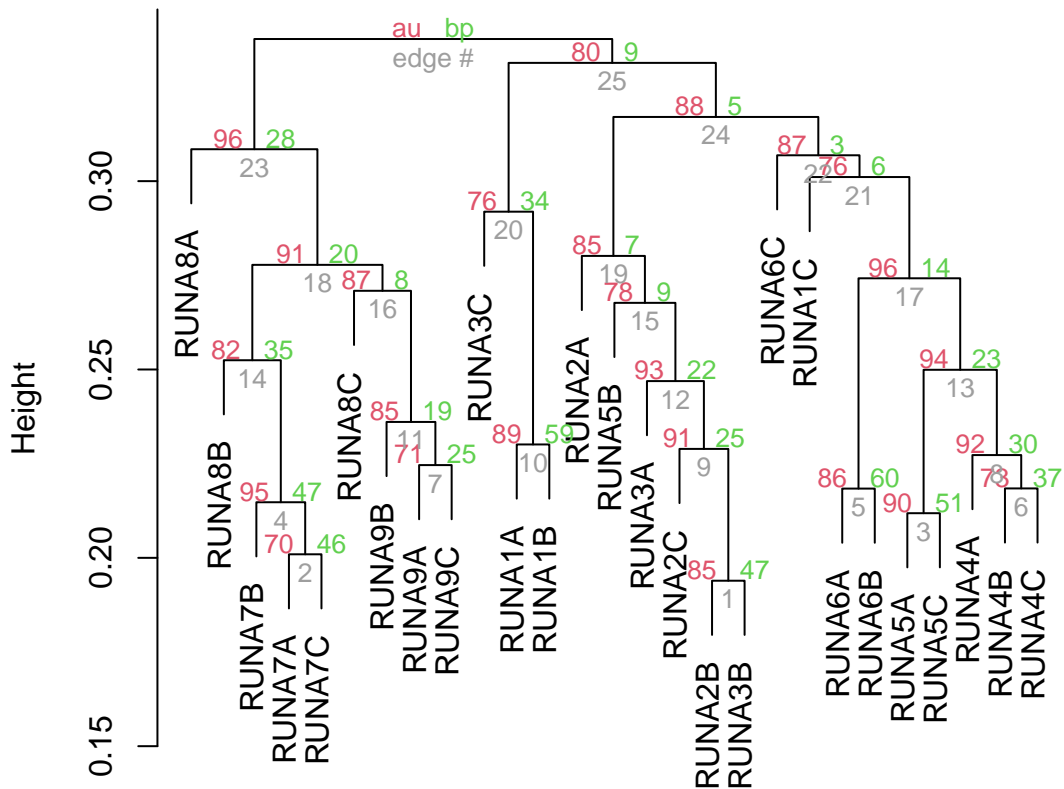 au bp
edge #
80 9
25
88 5
24
96 28
23
87 3
22
76 6
21
76 34
20
85 7
19
91 20
18
96 14
17
87 8
16
78 9
15
82 35
14
94 23
13
93 22
12
85 19
11
89 59
10
91 25
9
92 30
8
71 25
7
73 37
6
86 60
5
95 47
4
90 51
3
70 46
2
85 47
1
Height
0.30
0.25
0.20
0.15
RUNA8A
RUNA8B
RUNA7B
RUNA7A
RUNA7C
RUNA8C
RUNA9B
RUNA9A
RUNA9C
RUNA3C
RUNA1A
RUNA1B
RUNA2A
RUNA5B
RUNA3A
RUNA2C
RUNA2B
RUNA3B
RUNA6C
RUNA1C
RUNA6A
RUNA6B
RUNA5A
RUNA5C
RUNA4A
RUNA4B
RUNA4C